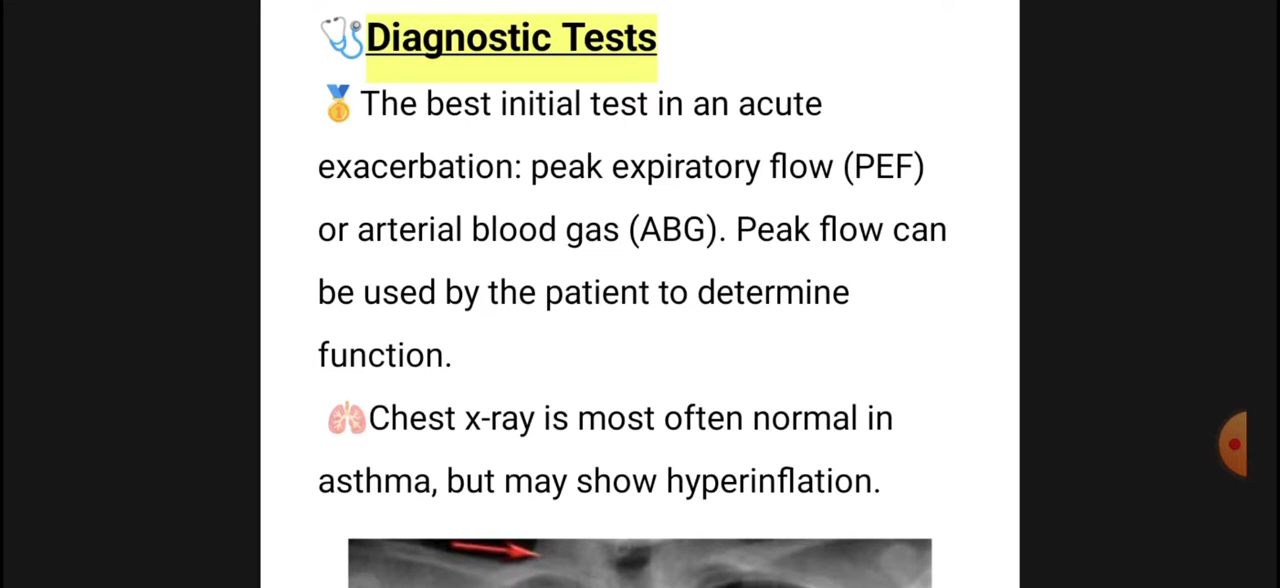 🩺Diagnostic Tests
🥇The best initial test in an acute
exacerbation: peak expiratory flow (PEF)
or arterial blood gas (ABG). Peak flow can
be used by the patient to determine
function.
🫁Chest x-ray is most often normal in
asthma, but may show hyperinflation.